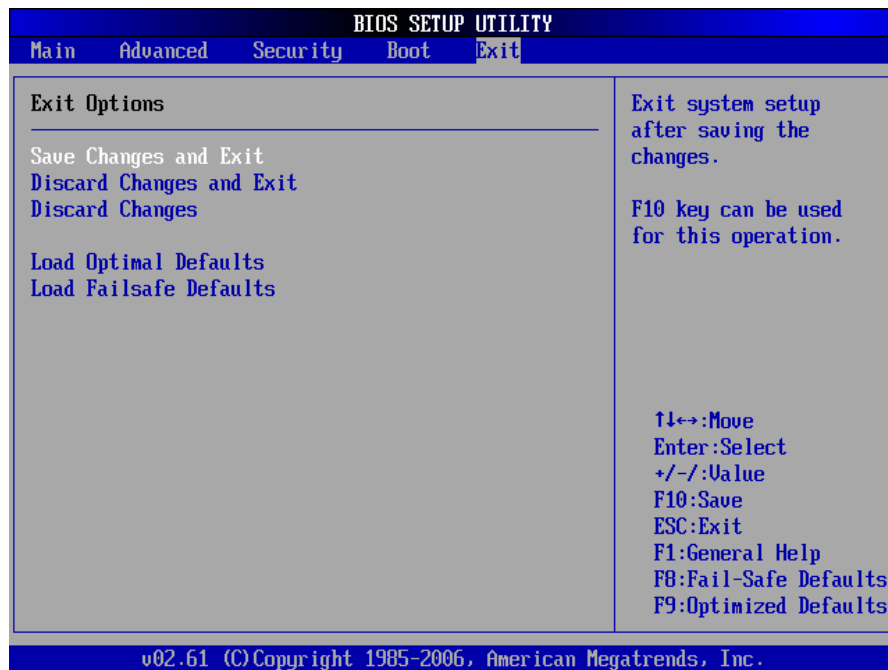 BIOS SETUP UTILITY
Main Advanced Security Boot Exit
Exit Options
Save Changes and Exit
Discard Changes and Exit
Discard Changes
Load Optimal Defaults
Load Failsafe Defaults
Exit system setup
after saving the
changes.
F10 key can be used
for this operation.
↑↓←→:Move
Enter:Select
+/-/:Value
F10:Save
ESC:Exit
F1:General Help
F8:Fail-Safe Defaults
F9:Optimized Defaults
v02.61 (C)Copyright 1985-2006, American Megatrends, Inc.